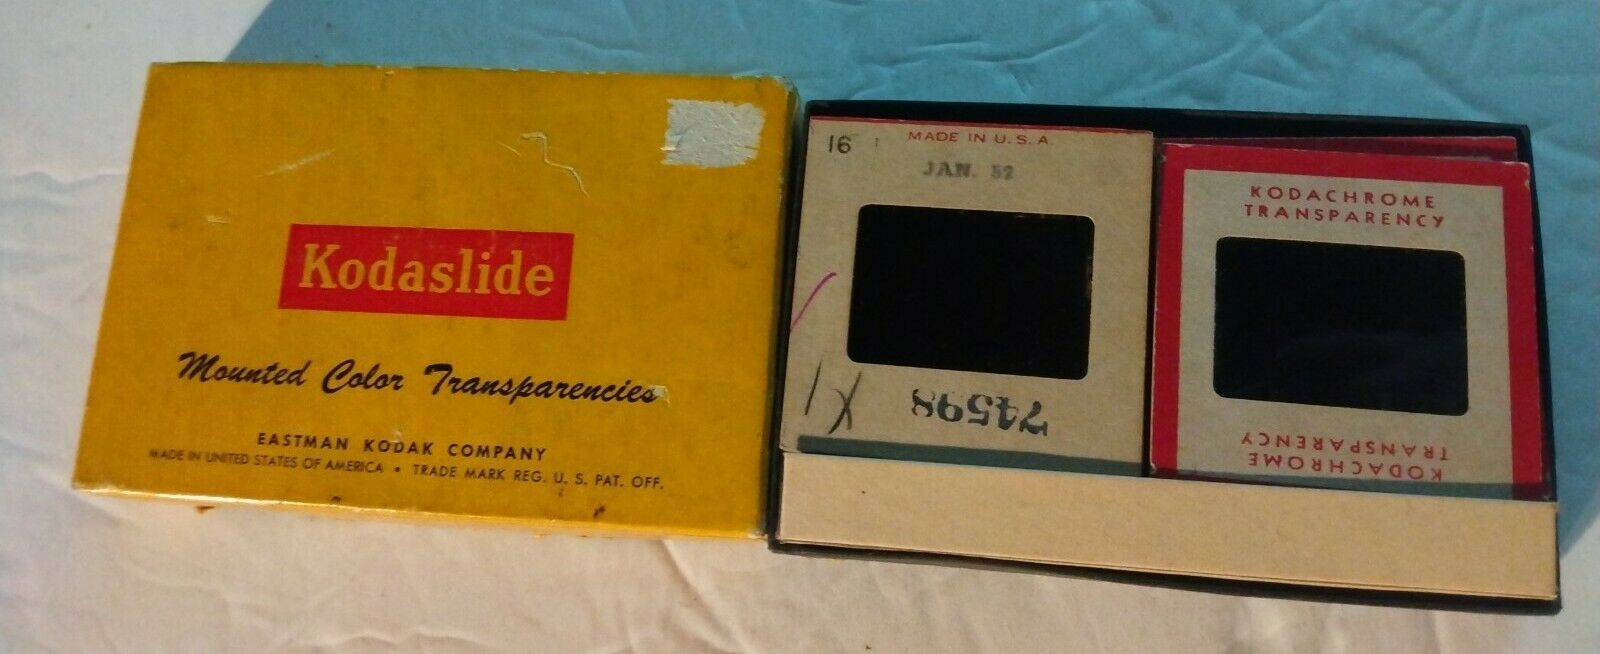 Kodaslide
Mounted Color Transparencies
EASTMAN KODAK COMPANY
MADE IN UNITED STATES OF AMERICA • TRADE MARK REG. U. S. PAT. OFF.
16
MADE IN U. S. A
JAN. 52
74598
KODACHROME
TRANSPARENCY
KODACHROME
TRANSPARENCY